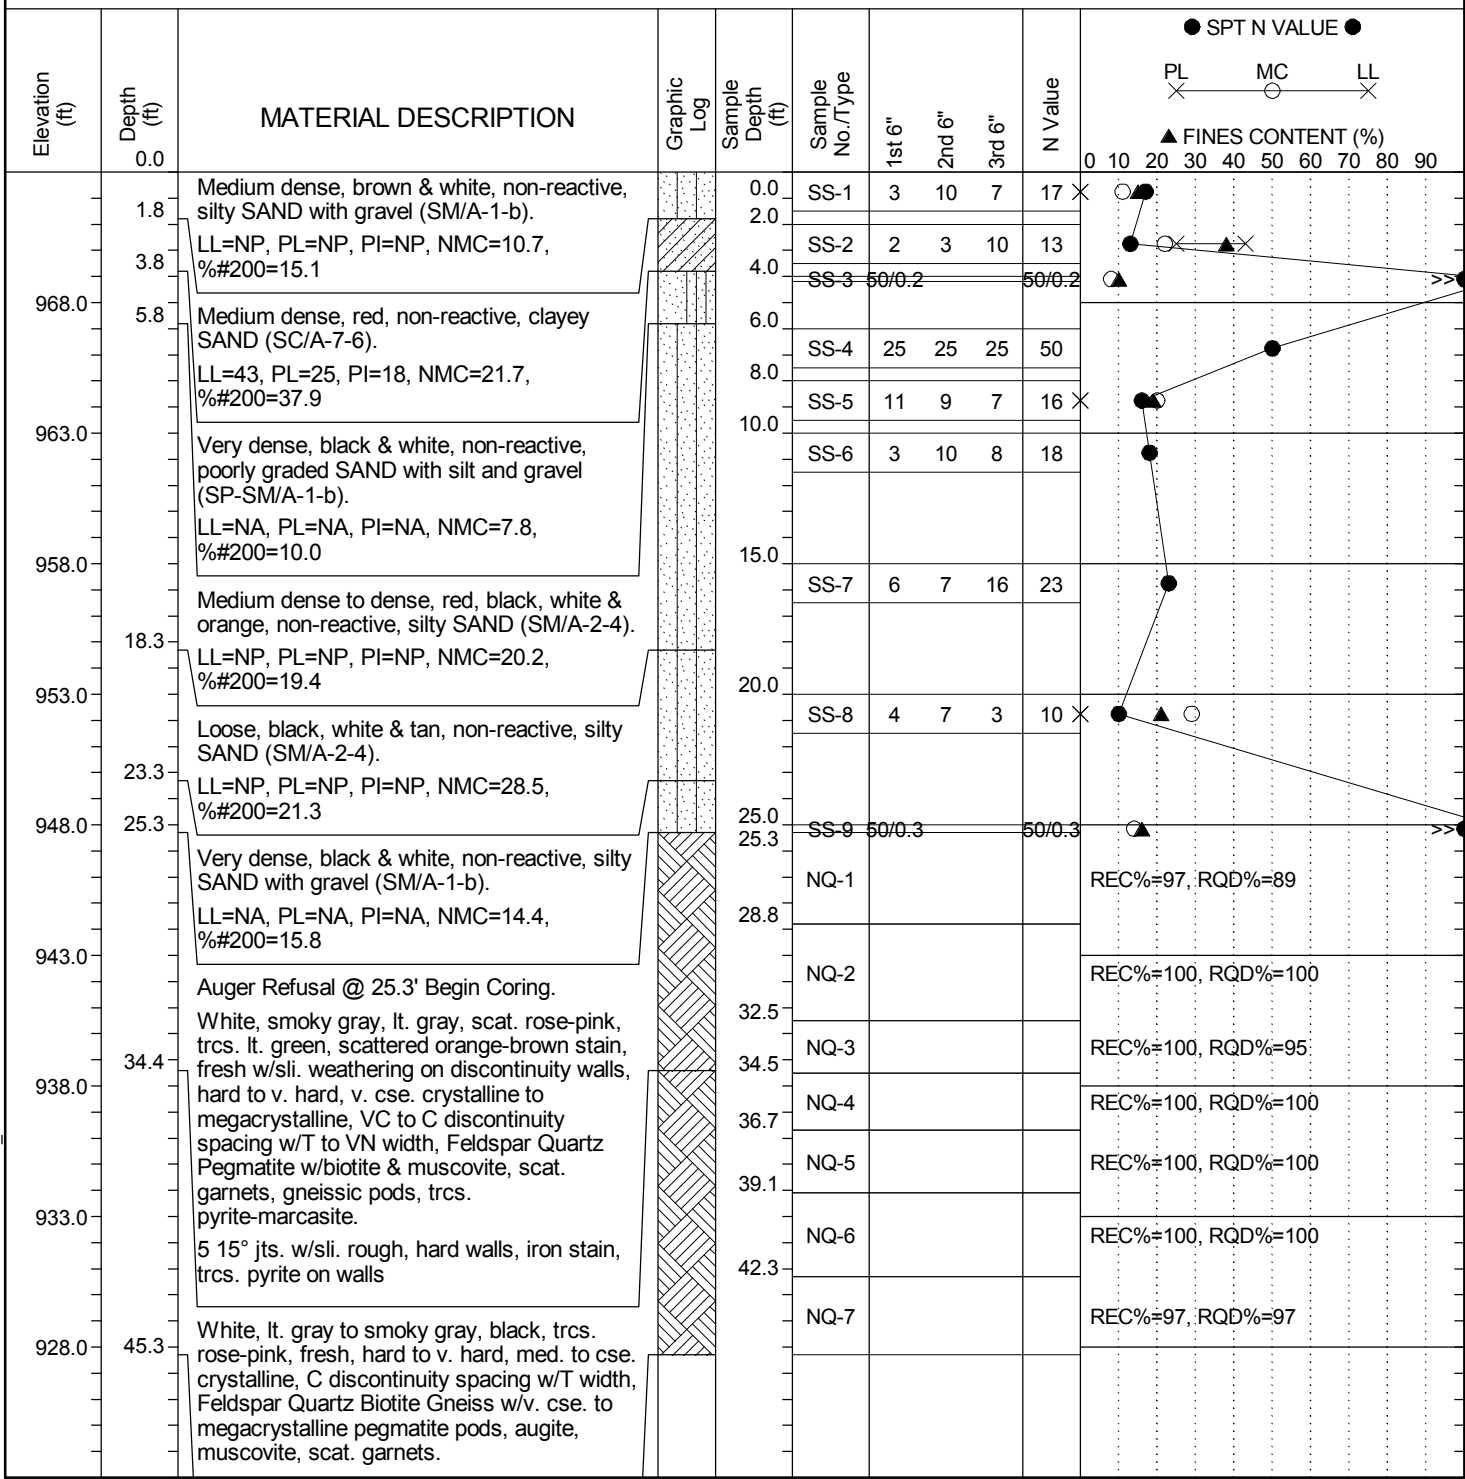 ● SPT N VALUE ●
PL MC LL
▲ FINES CONTENT (%)
Elevation (ft)
Depth (ft)
0.0
MATERIAL DESCRIPTION
Graphic Log
Sample Depth (ft)
Sample No./Type
1st 6"
2nd 6"
3rd 6"
N Value
0 10 20 30 40 50 60 70 80 90
Medium dense, brown & white, non-reactive,
silty SAND with gravel (SM/A-1-b).
LL=NP, PL=NP, PI=NP, NMC=10.7,
%#200=15.1
Medium dense, red, non-reactive, clayey
SAND (SC/A-7-6).
LL=43, PL=25, PI=18, NMC=21.7,
%#200=37.9
Very dense, black & white, non-reactive,
poorly graded SAND with silt and gravel
(SP-SM/A-1-b).
LL=NA, PL=NA, PI=NA, NMC=7.8,
%#200=10.0
Medium dense to dense, red, black, white &
orange, non-reactive, silty SAND (SM/A-2-4).
LL=NP, PL=NP, PI=NP, NMC=20.2,
%#200=19.4
Loose, black, white & tan, non-reactive, silty
SAND (SM/A-2-4).
LL=NP, PL=NP, PI=NP, NMC=28.5,
%#200=21.3
Very dense, black & white, non-reactive, silty
SAND with gravel (SM/A-1-b).
LL=NA, PL=NA, PI=NA, NMC=14.4,
%#200=15.8
Auger Refusal @ 25.3' Begin Coring.
White, smoky gray, lt. gray, scat. rose-pink,
trcs. lt. green, scattered orange-brown stain,
fresh w/sli. weathering on discontinuity walls,
hard to v. hard, v. cse. crystalline to
megacrystalline, VC to C discontinuity
spacing w/T to VN width, Feldspar Quartz
Pegmatite w/biotite & muscovite, scat.
garnets, gneissic pods, trcs.
pyrite-marcasite.
5 15° jts. w/sli. rough, hard walls, iron stain,
trcs. pyrite on walls
White, lt. gray to smoky gray, black, trcs.
rose-pink, fresh, hard to v. hard, med. to cse.
crystalline, C discontinuity spacing w/T width,
Feldspar Quartz Biotite Gneiss w/v. cse. to
megacrystalline pegmatite pods, augite,
muscovite, scat. garnets.
968.0
963.0
958.0
953.0
948.0
943.0
938.0
933.0
928.0
1.8
3.8
5.8
18.3
23.3
25.3
34.4
45.3
0.0
2.0
4.0
6.0
8.0
10.0
15.0
20.0
25.0
25.3
28.8
32.5
34.5
36.7
39.1
42.3
SS-1 3 10 7 17
SS-2 2 3 10 13
SS-3 50/0.2 50/0.2 >>
SS-4 25 25 25 50
SS-5 11 9 7 16
SS-6 3 10 8 18
SS-7 6 7 16 23
SS-8 4 7 3 10
SS-9 50/0.3 50/0.3 >>
NQ-1 REC%=97, RQD%=89
NQ-2 REC%=100, RQD%=100
NQ-3 REC%=100, RQD%=95
NQ-4 REC%=100, RQD%=100
NQ-5 REC%=100, RQD%=100
NQ-6 REC%=100, RQD%=100
NQ-7 REC%=97, RQD%=97